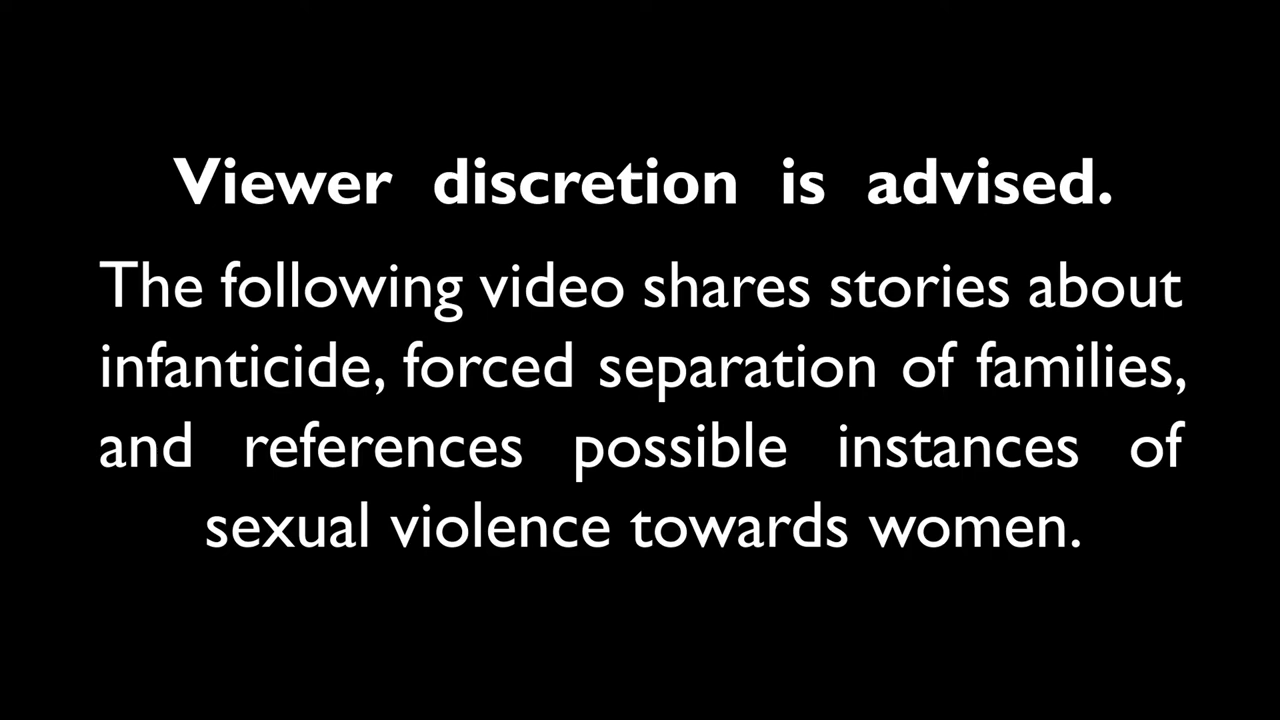 Viewer discretion is advised.
The following video shares stories about
infanticide, forced separation of families,
and references possible instances of
sexual violence towards women.